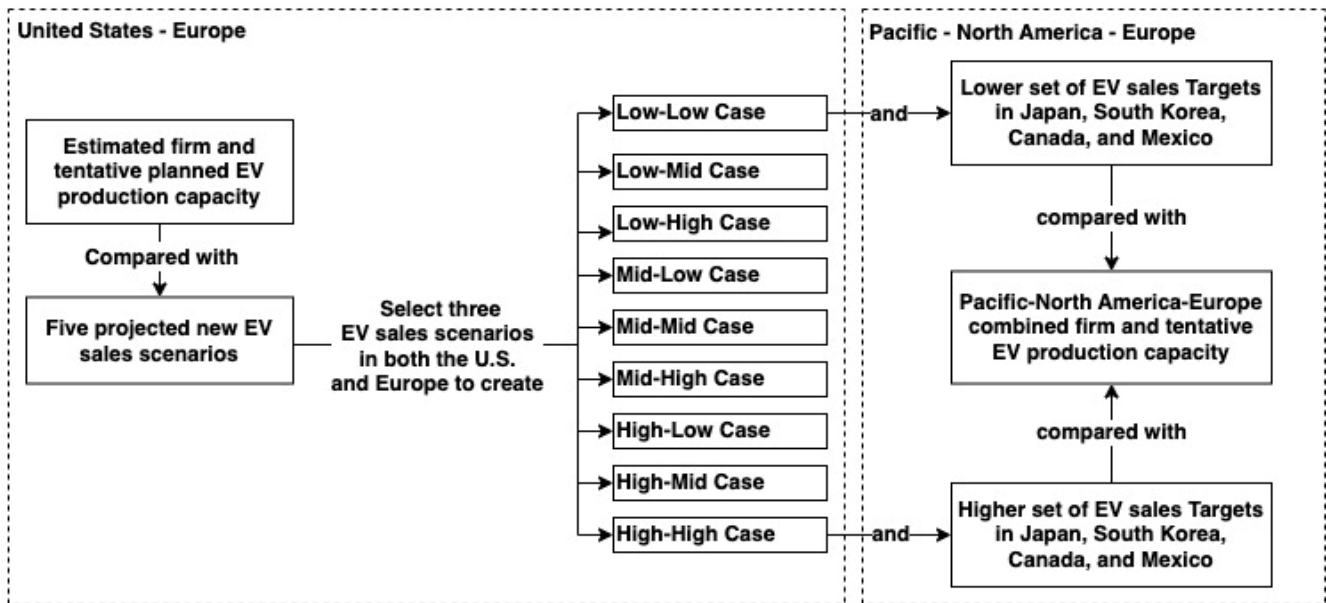 United States - Europe
Estimated firm and
tentative planned EV
production capacity
Compared with
Five projected new EV
sales scenarios
Select three
EV sales scenarios
in both the U.S.
and Europe to create
Low-Low Case
Low-Mid Case
Low-High Case
Mid-Low Case
Mid-Mid Case
Mid-High Case
High-Low Case
High-Mid Case
High-High Case
and
and
Pacific - North America - Europe
Lower set of EV sales Targets
in Japan, South Korea,
Canada, and Mexico
compared with
Pacific-North America-Europe
combined firm and tentative
EV production capacity
compared with
Higher set of EV sales Targets
in Japan, South Korea,
Canada, and Mexico